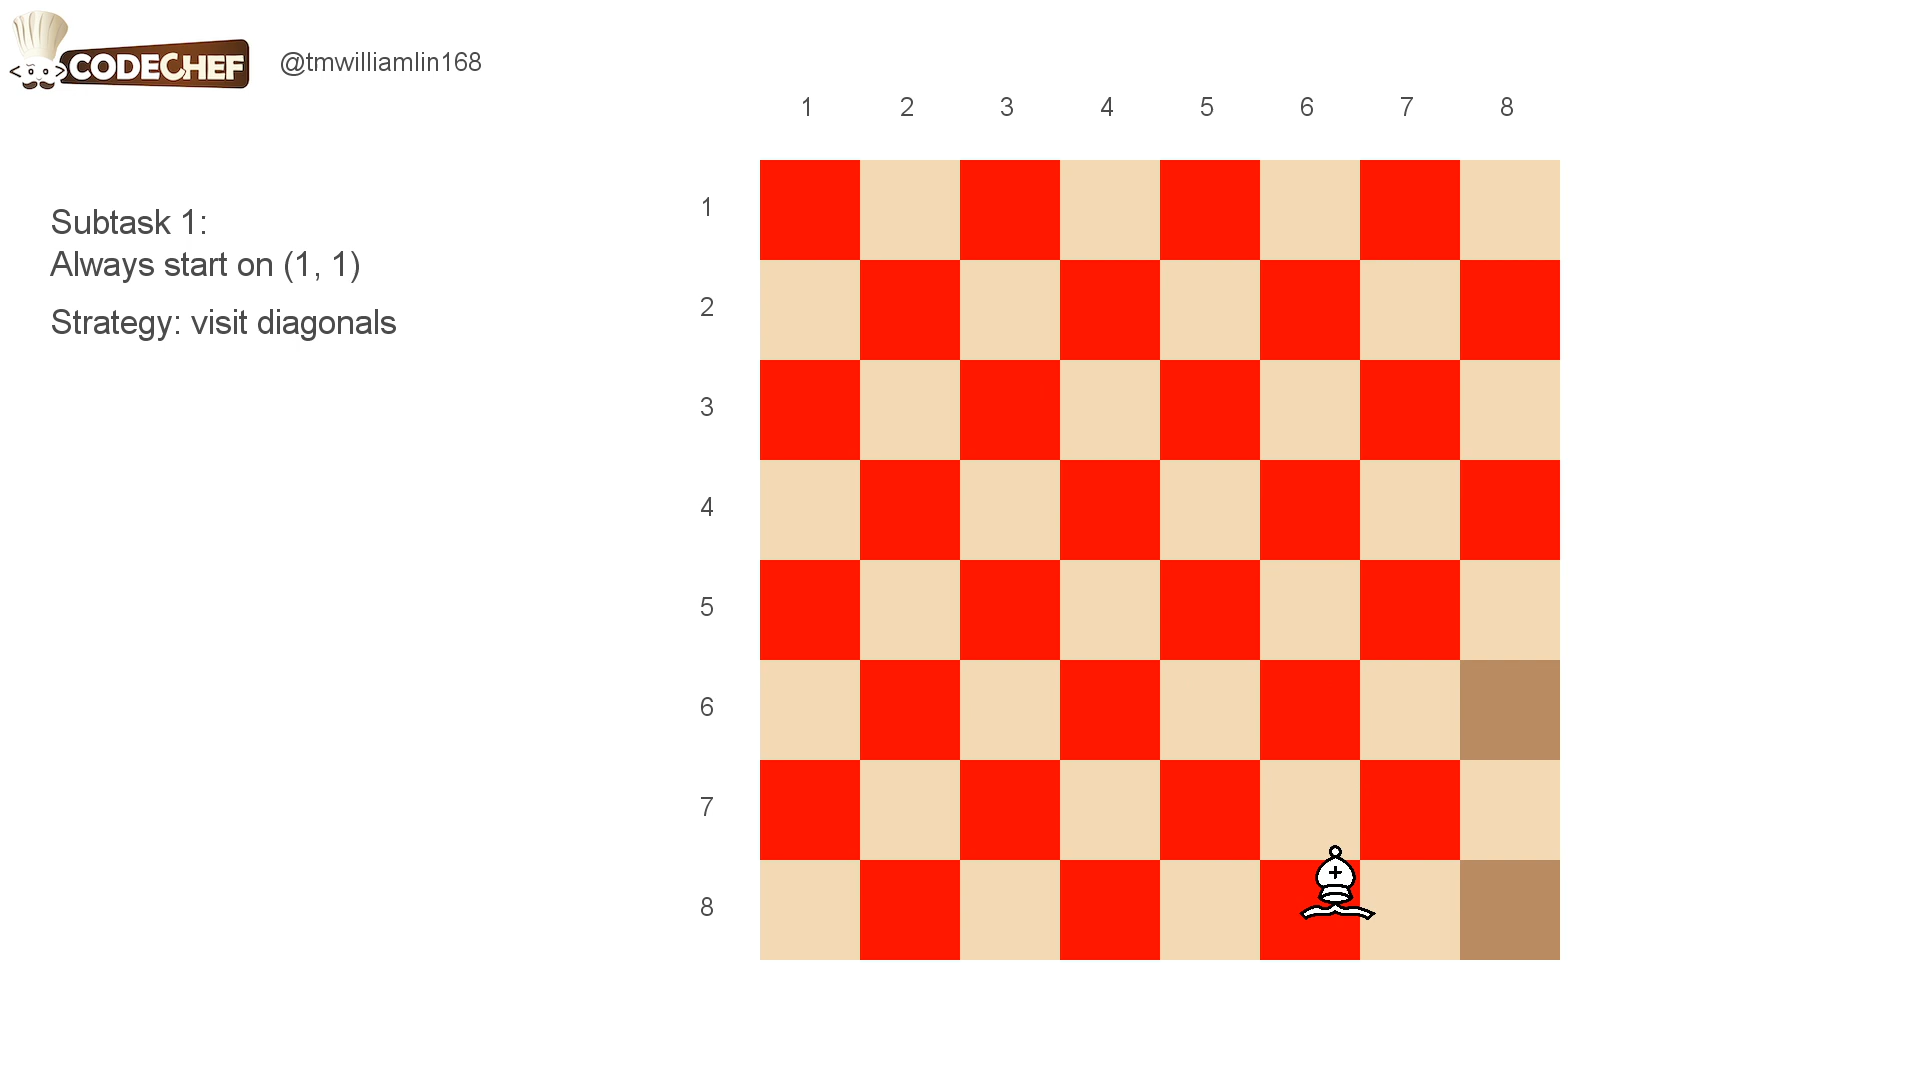 CODECHEF
@tmwilliamlin168
1 2 3 4 5 6 7 8
Subtask 1:
Always start on (1, 1)
Strategy: visit diagonals
1
2
3
4
5
6
7
8